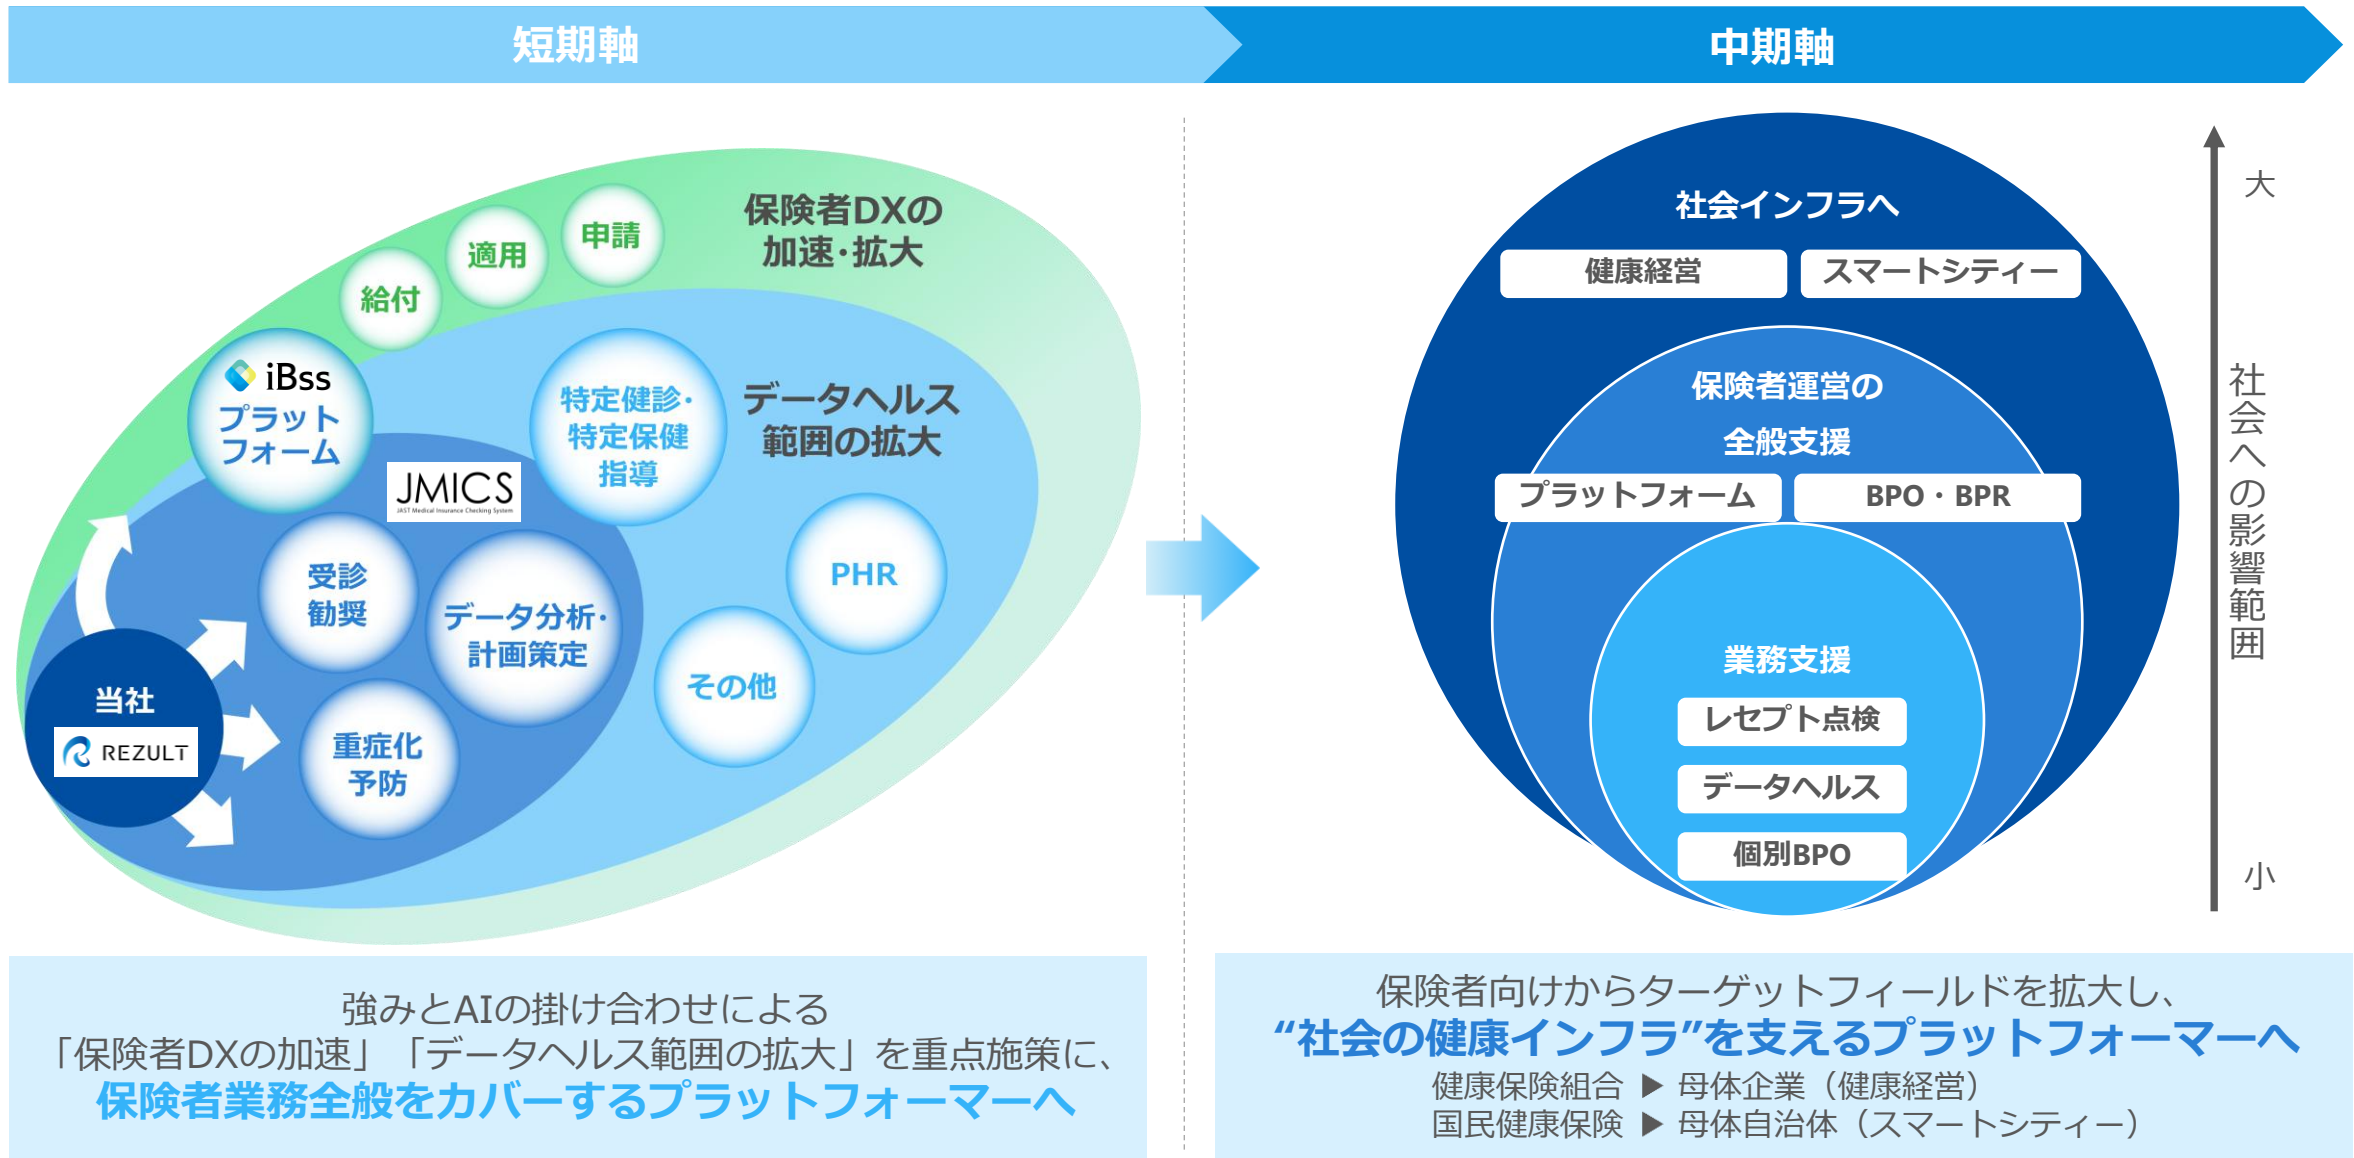 短期軸
中期軸
保険者DXの
加速・拡大
申請
適用
給付
iBss
プラット
フォーム
特定健診・
特定保健
指導
データヘルス
範囲の拡大
JMICS
JAST Medical Insurance Checking System
受診
勧奨
データ分析・
計画策定
PHR
その他
重症化
予防
当社
REZULT
社会インフラへ
健康経営
スマートシティー
保険者運営の
全般支援
プラットフォーム
BPO・BPR
業務支援
レセプト点検
データヘルス
個別BPO
大
社会への影響範囲
小
強みとAIの掛け合わせによる
「保険者DXの加速」「データヘルス範囲の拡大」を重点施策に、
保険者業務全般をカバーするプラットフォーマーへ
保険者向けからターゲットフィールドを拡大し、
“社会の健康インフラ”を支えるプラットフォーマーへ
健康保険組合 ▶ 母体企業（健康経営）
国民健康保険 ▶ 母体自治体（スマートシティー）